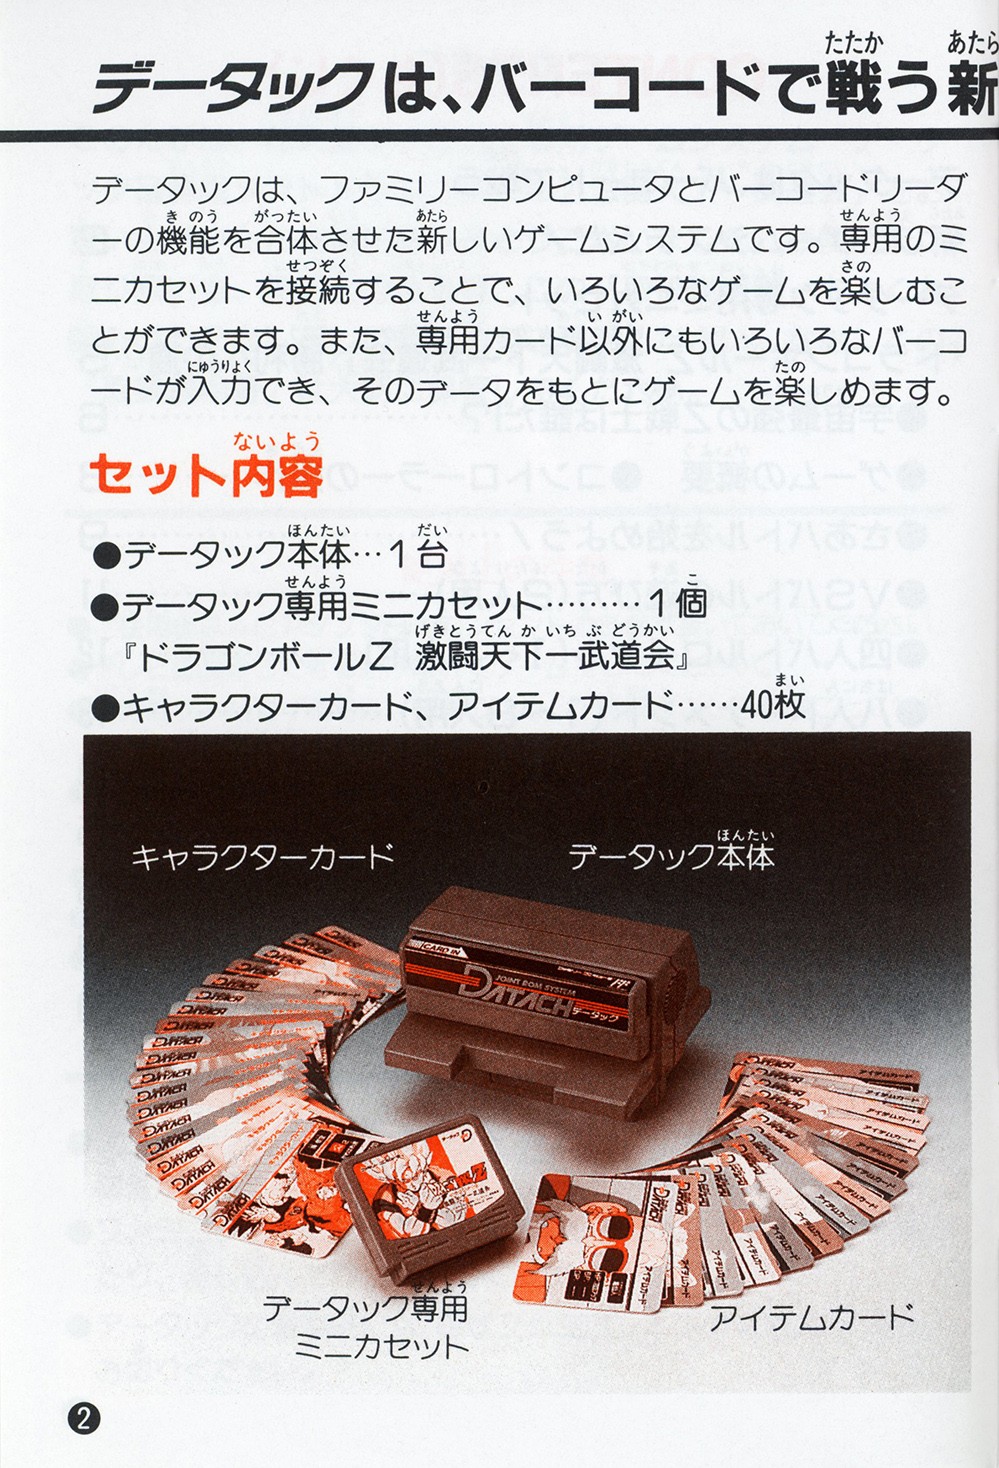 データックは、バーコードで戦う新
データックは、ファミリーコンピュータとバーコードリーダ
ーの機能を合体させた新しいゲームシステムです。専用のミ
ニカセットを接続することで、いろいろなゲームを楽しむこ
とができます。また、専用カード以外にもいろいろなバーコ
ードが入力でき、そのデータをもとにゲームを楽しめます。
セット内容
●データック本体…1台
●データック専用ミニカセット………1個
『ドラゴンボールZ 激闘天下一武道会』
●キャラクターカード、アイテムカード……40枚
キャラクターカード
データック本体
CARD IN
JOINT ROM SYSTEM
DATACH
データック
データック専用
ミニカセット
アイテムカード
2